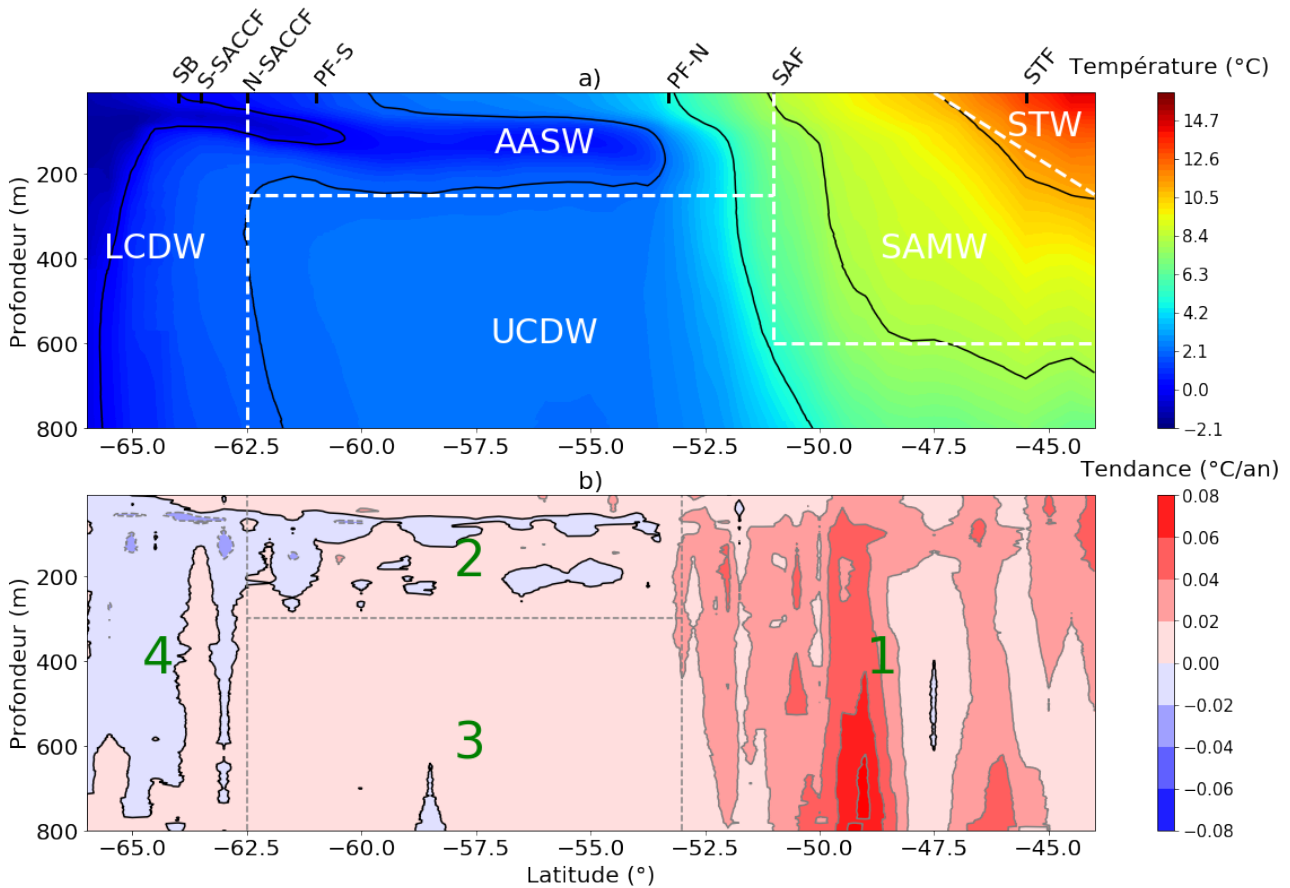 SB
S-SACCF
N-SACCF
PF-S
a)
PF-N
SAF
STF
Température (°C)
Profondeur (m)
200
400
600
800
AASW
STW
LCDW
SAMW
UCDW
14.7
12.6
10.5
8.4
6.3
4.2
2.1
0.0
−2.1
−65.0
−62.5
−60.0
−57.5
−55.0
−52.5
−50.0
−47.5
−45.0
b)
Tendance (°C/an)
Profondeur (m)
200
400
600
800
2
4
1
3
0.08
0.06
0.04
0.02
0.00
−0.02
−0.04
−0.06
−0.08
−65.0
−62.5
−60.0
−57.5
−55.0
−52.5
−50.0
−47.5
−45.0
Latitude (°)